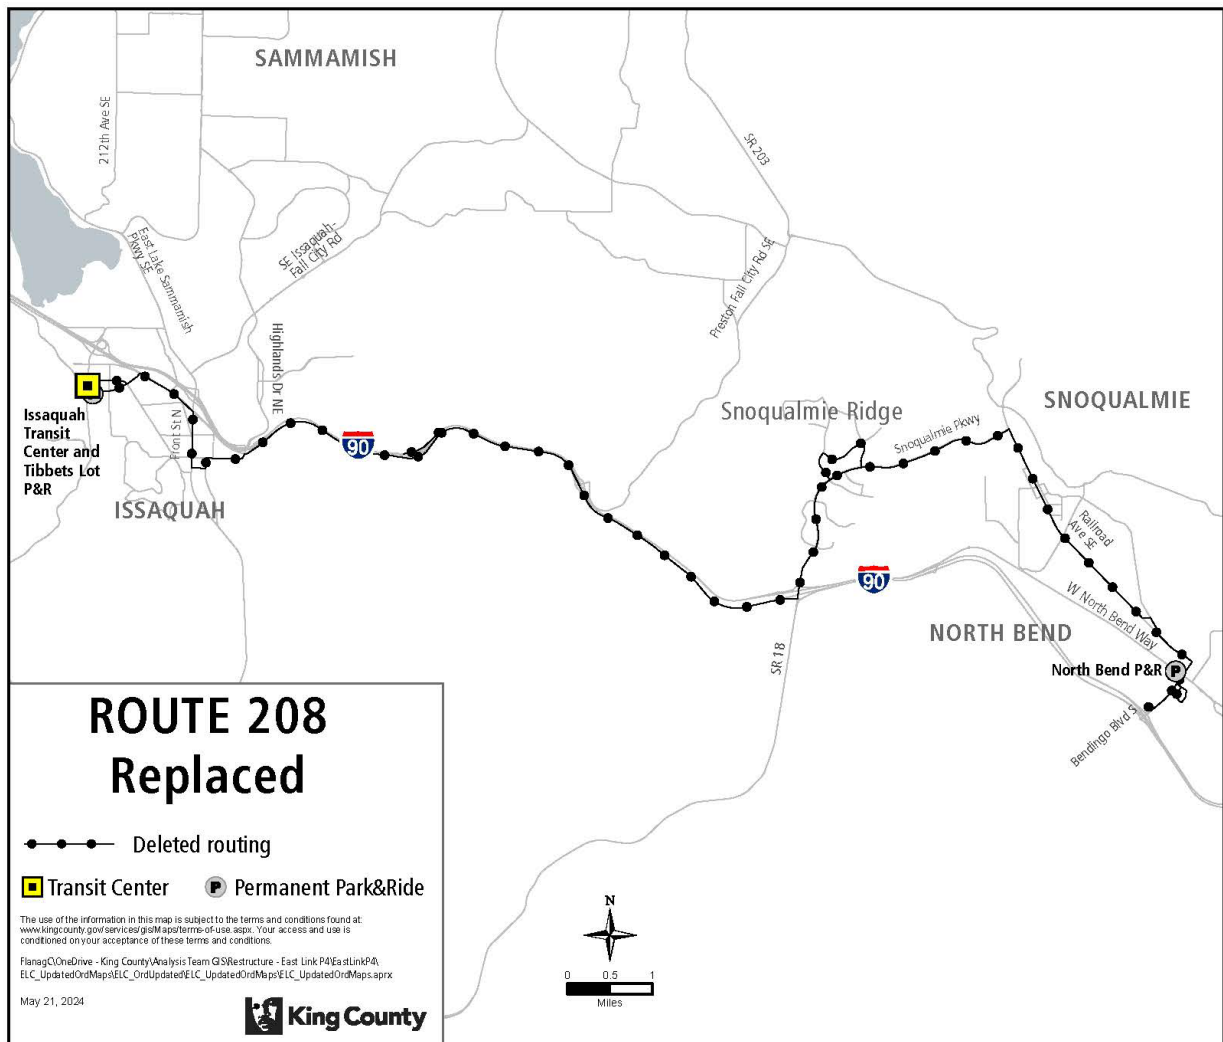 SAMMAMISH
212th Ave SE
SR 203
East Lake Sammamish
Pkwy SE
SE Issaquah-
Fall City Rd
Preston Fall City Rd SE
Highlands Dr NE
Issaquah
Transit
Center and
Tibbets Lot
P&R
Front St N
90
ISSAQUAH
Snoqualmie Ridge
SNOQUALMIE
Snoqualmie Pkwy
Railroad
Ave SE
90
W North Bend Way
NORTH BEND
North Bend P&R
P
SR 18
Bendingo Blvd S
ROUTE 208
Replaced
Deleted routing
Transit Center
P
Permanent Park&Ride
The use of the information in this map is subject to the terms and conditions found at:
www.kingcounty.gov/services/gis/Maps/terms-of-use.aspx. Your access and use is
conditioned on your acceptance of these terms and conditions.
FlanagC\OneDrive - King County\Analysis Team GIS\Restructure - East Link P4\EastLinkP4\
ELC_UpdatedOrdMaps\ELC_OrdUpdated\ELC_UpdatedOrdMaps\ELC_UpdatedOrdMaps.aprx
May 21, 2024
King County
N
0 0.5 1
Miles